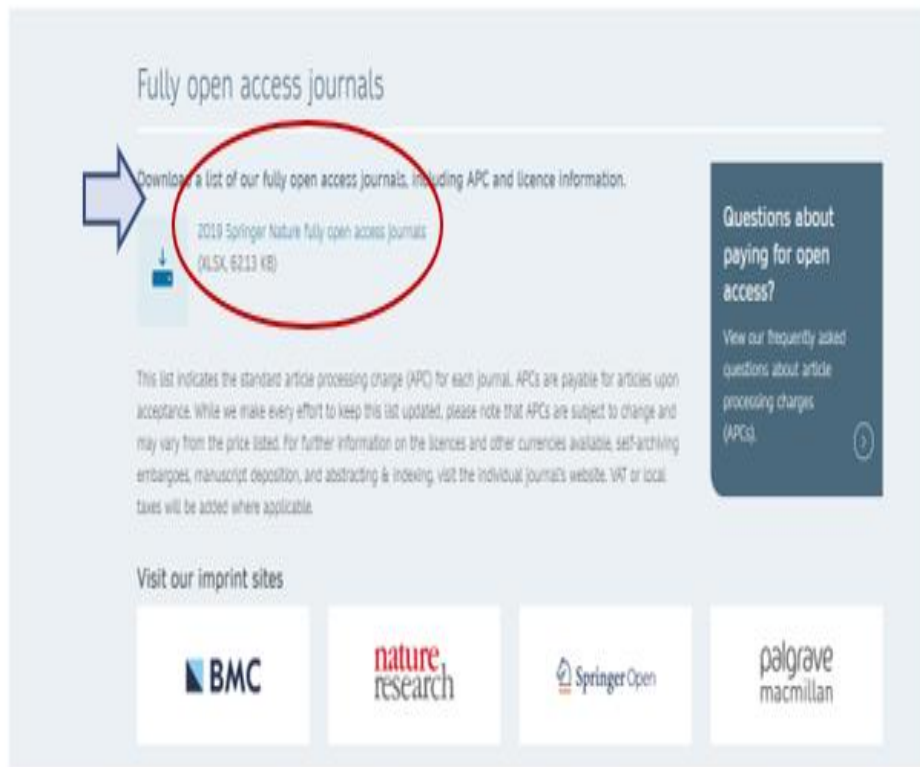 Fully open access journals
Download a list of our fully open access journals, including APC and licence information.
2019 Springer Nature fully open access journals
(XLSX, 62.13 KB)
Questions about
paying for open
access?
View our frequently asked
questions about article
processing charges
(APCs).
This list indicates the standard article processing charge (APC) for each journal. APCs are payable for articles upon
acceptance. While we make every effort to keep this list updated, please note that APCs are subject to change and
may vary from the price listed. For further information on the licences and other currencies available, self-archiving
embargoes, manuscript deposition, and abstracting & indexing, visit the individual journal's website. VAT or local
taxes will be added where applicable.
Visit our imprint sites
BMC
nature
research
Springer Open
palgrave
macmillan